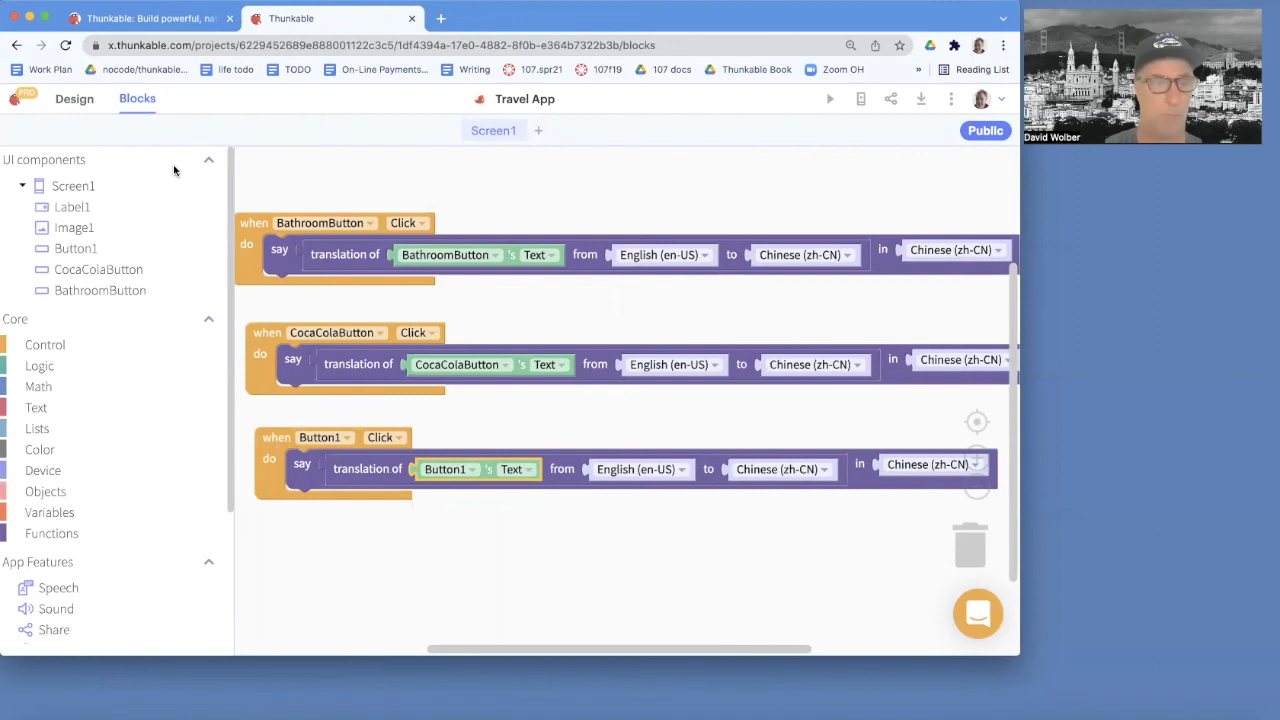 Thunkable: Build powerful, na
Thunkable
x.thunkable.com/projects/6229452689e888001122c3c5/1df4394a-17e0-4882-8f0b-e364b7322b3b/blocks
Work Plan
nocode/thunkable...
life todo
TODO
On-Line Payments...
Writing
07.spr21
107f19
107 docs
Thunkable Book
Zoom OH
»
Reading List
PRO
Design
Blocks
Travel App
Screen1
Public
David Wolber
UI components
Screen1
Label1
Image1
Button1
CocaColaButton
BathroomButton
Core
Control
Logic
Math
Text
Lists
Color
Device
Objects
Variables
Functions
App Features
Speech
Sound
Share
when BathroomButton Click
do say translation of BathroomButton 's Text from English (en-US) to Chinese (zh-CN) in Chinese (zh-CN)
when CocaColaButton Click
do say translation of CocaColaButton 's Text from English (en-US) to Chinese (zh-CN) in Chinese (zh-CN)
when Button1 Click
do say translation of Button1 's Text from English (en-US) to Chinese (zh-CN) in Chinese (zh-CN)